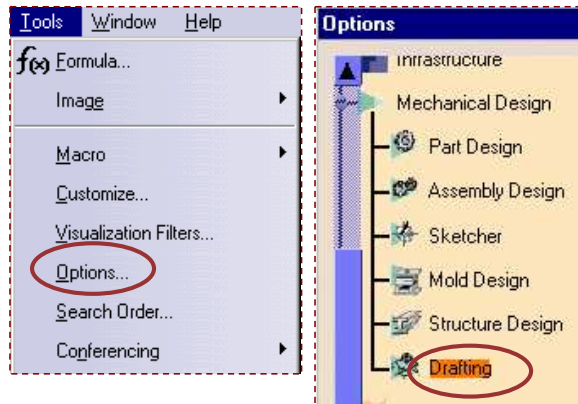 Tools Window Help
f(x) Formula...
Image
Macro
Customize...
Visualization Filters...
Options...
Search Order...
Conferencing
Options
Infrastructure
Mechanical Design
Part Design
Assembly Design
Sketcher
Mold Design
Structure Design
Drafting